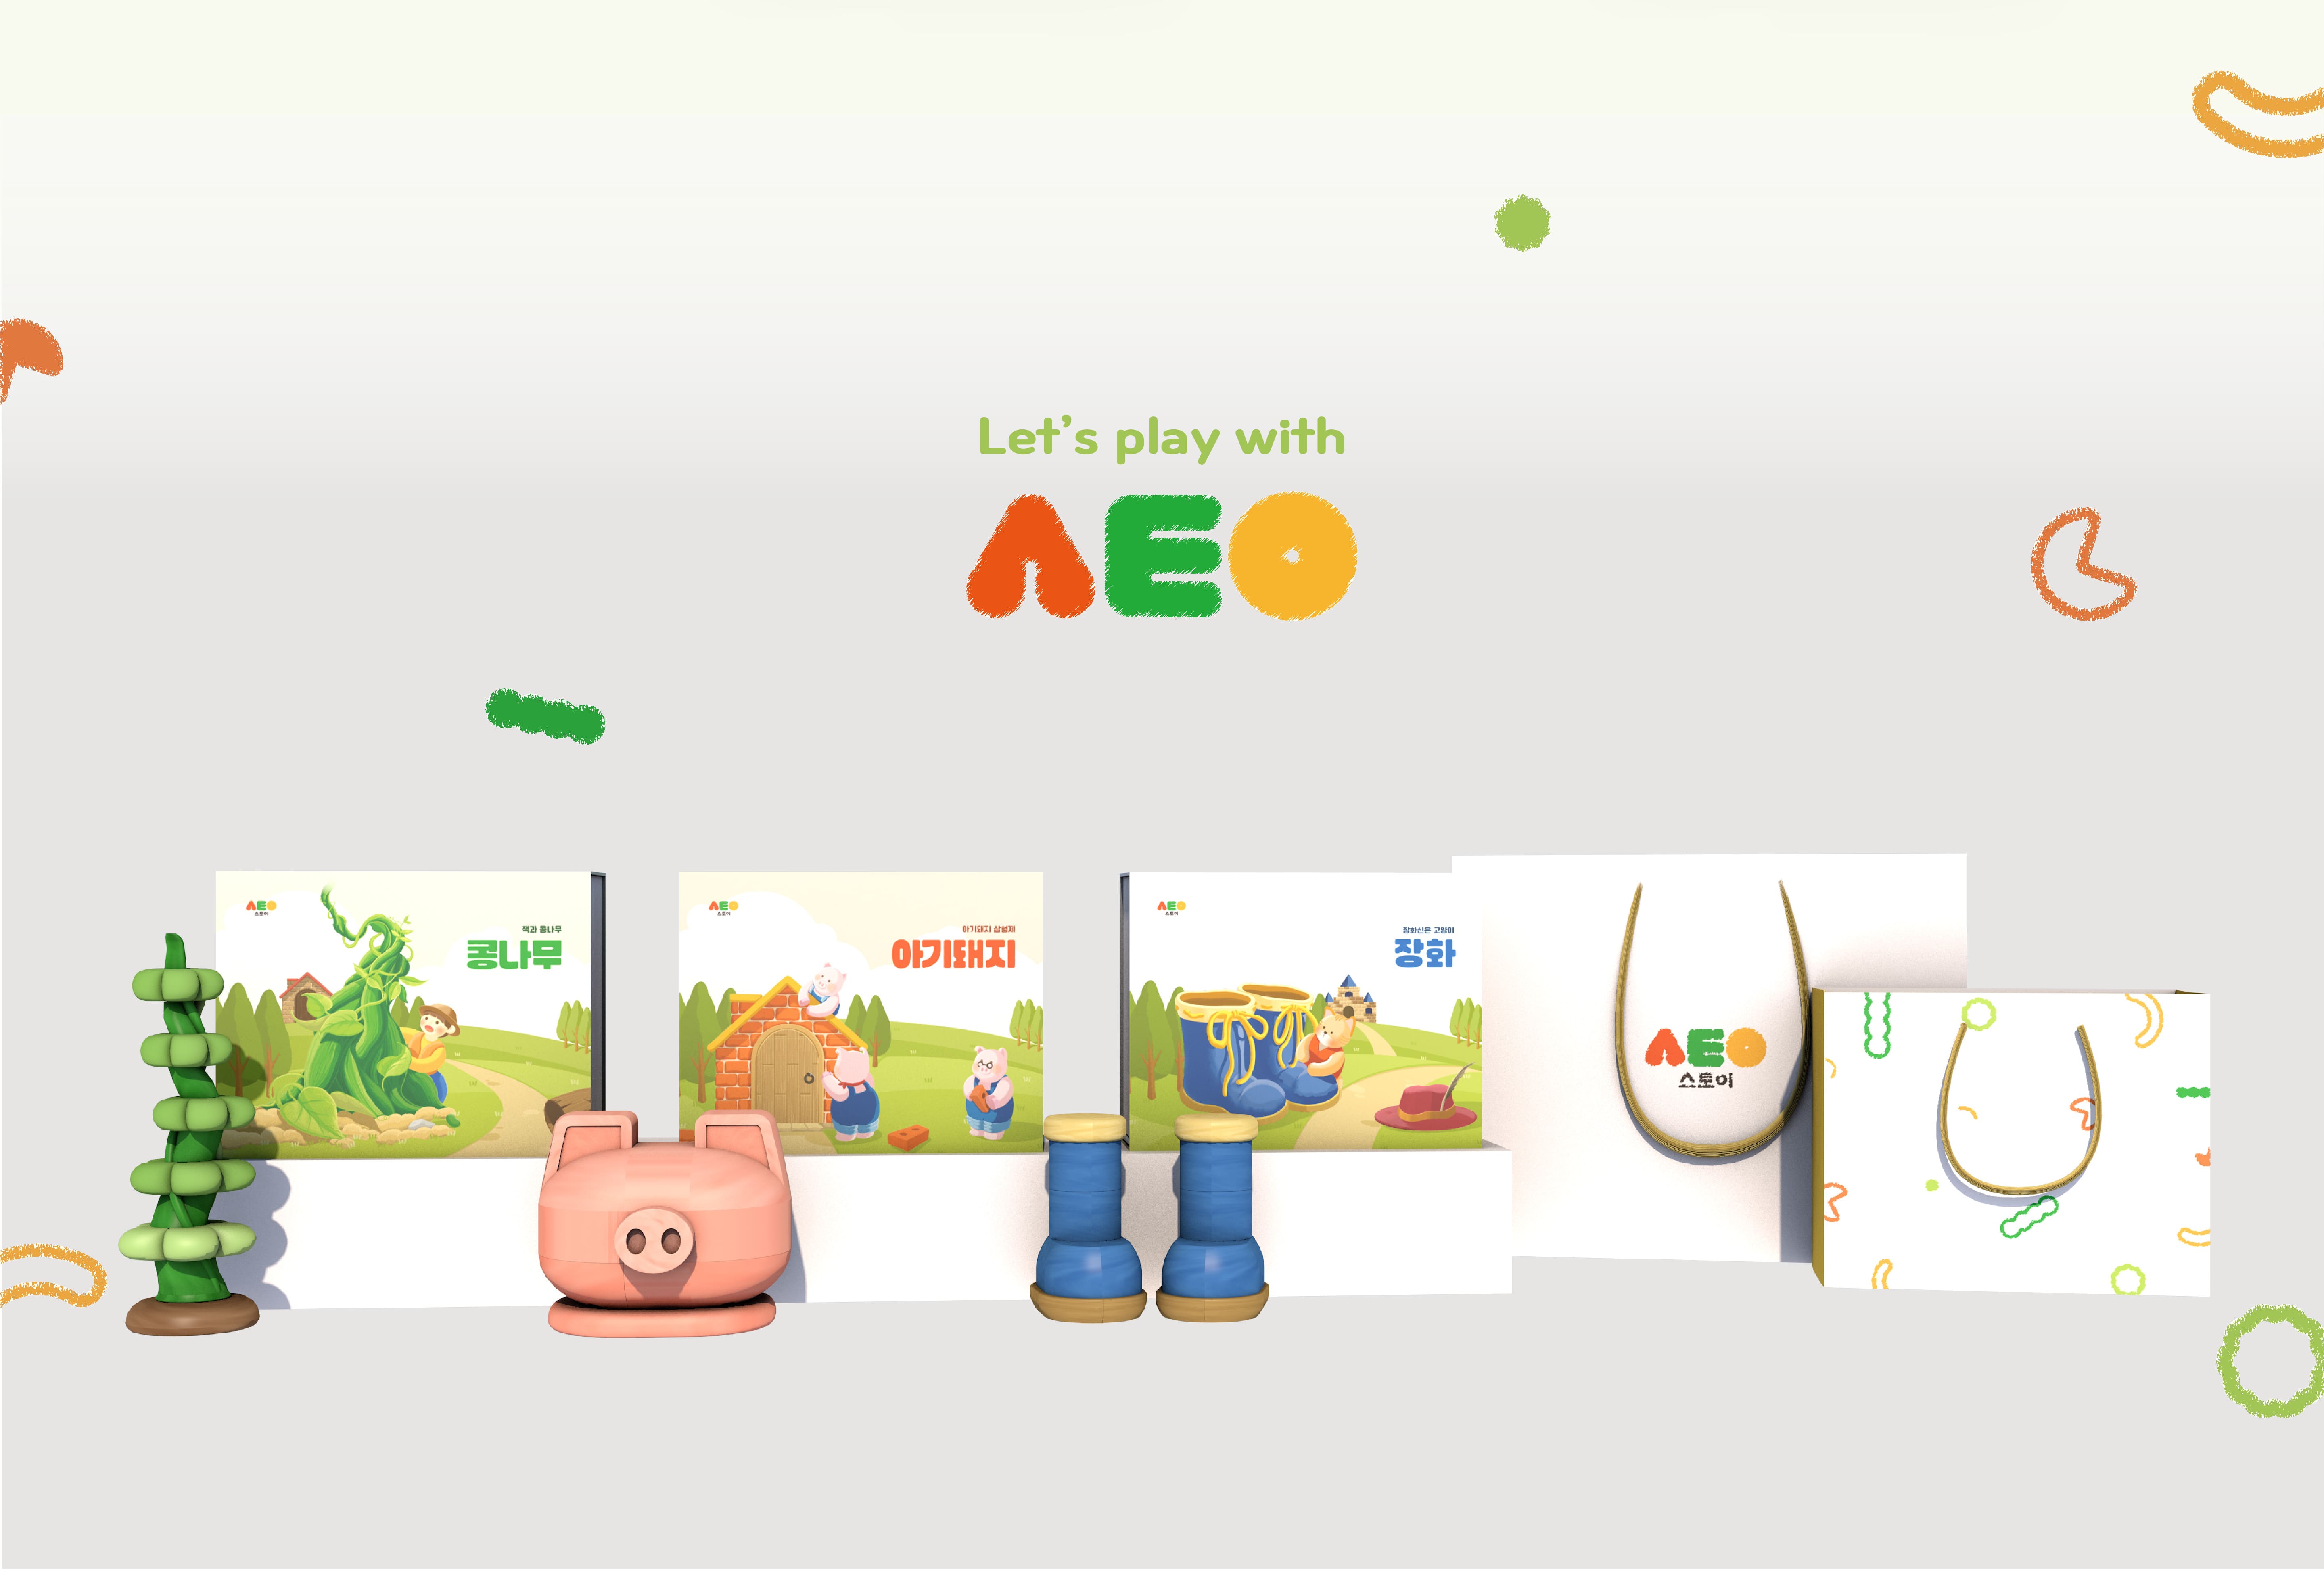 Let's play with
AEO
AEO
스토이
잭과 콩나무
콩나무
AEO
스토이
아기돼지 삼형제
아기돼지
AEO
스토이
장화신은 고양이
장화
AEO
스토이